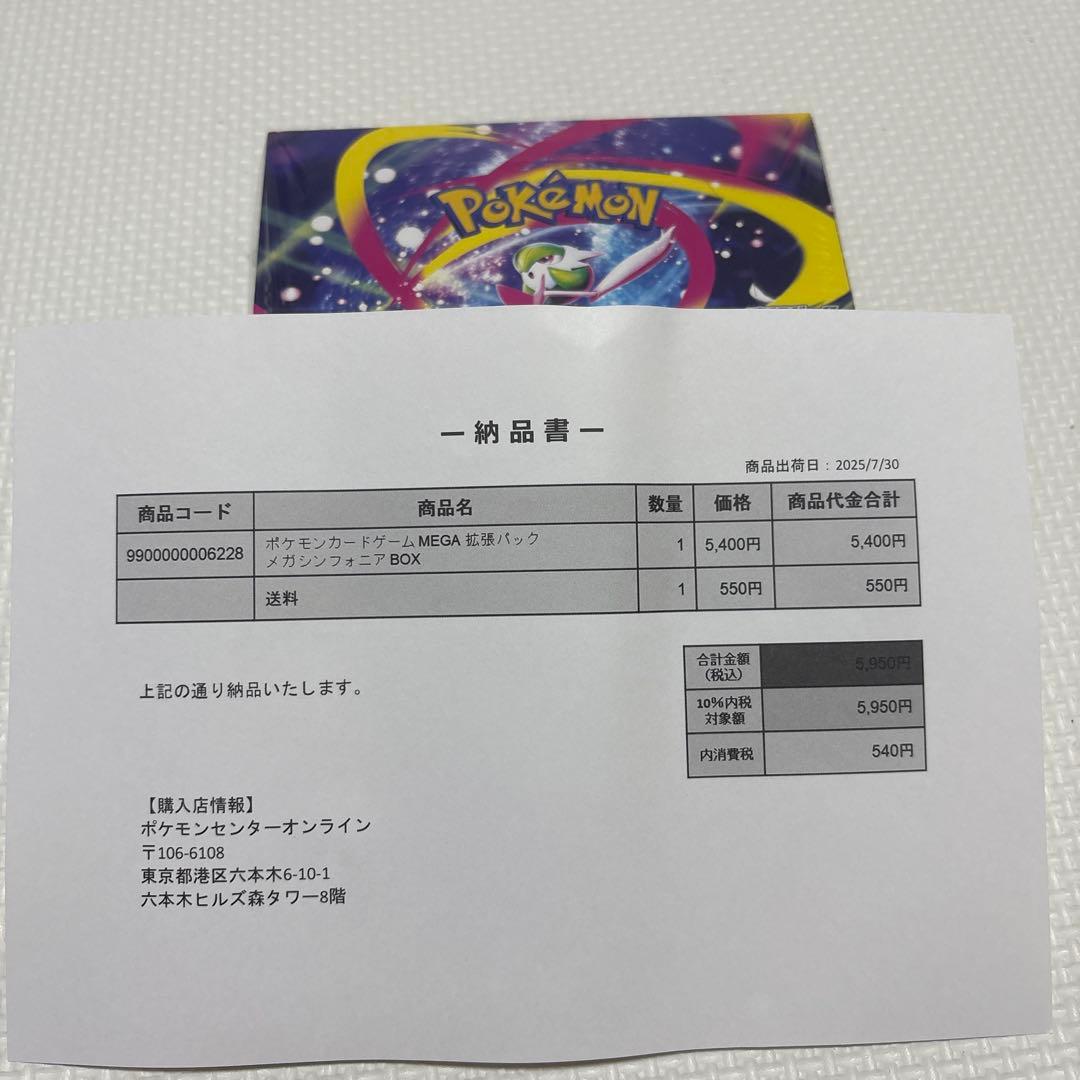 POKéMON
ー 納 品 書 ー
商品出荷日：2025/7/30
商品コード 商品名 数量 価格 商品代金合計
9900000006228 ポケモンカードゲーム MEGA 拡張パック 1 5,400円 5,400円
メガシンフォニア BOX
送料 1 550円 550円
合計金額 5,950円
（税込）
上記の通り納品いたします。
10%内税 5,950円
対象額
内消費税 540円
【購入店情報】
ポケモンセンターオンライン
〒106-6108
東京都港区六本木6-10-1
六本木ヒルズ森タワー8階